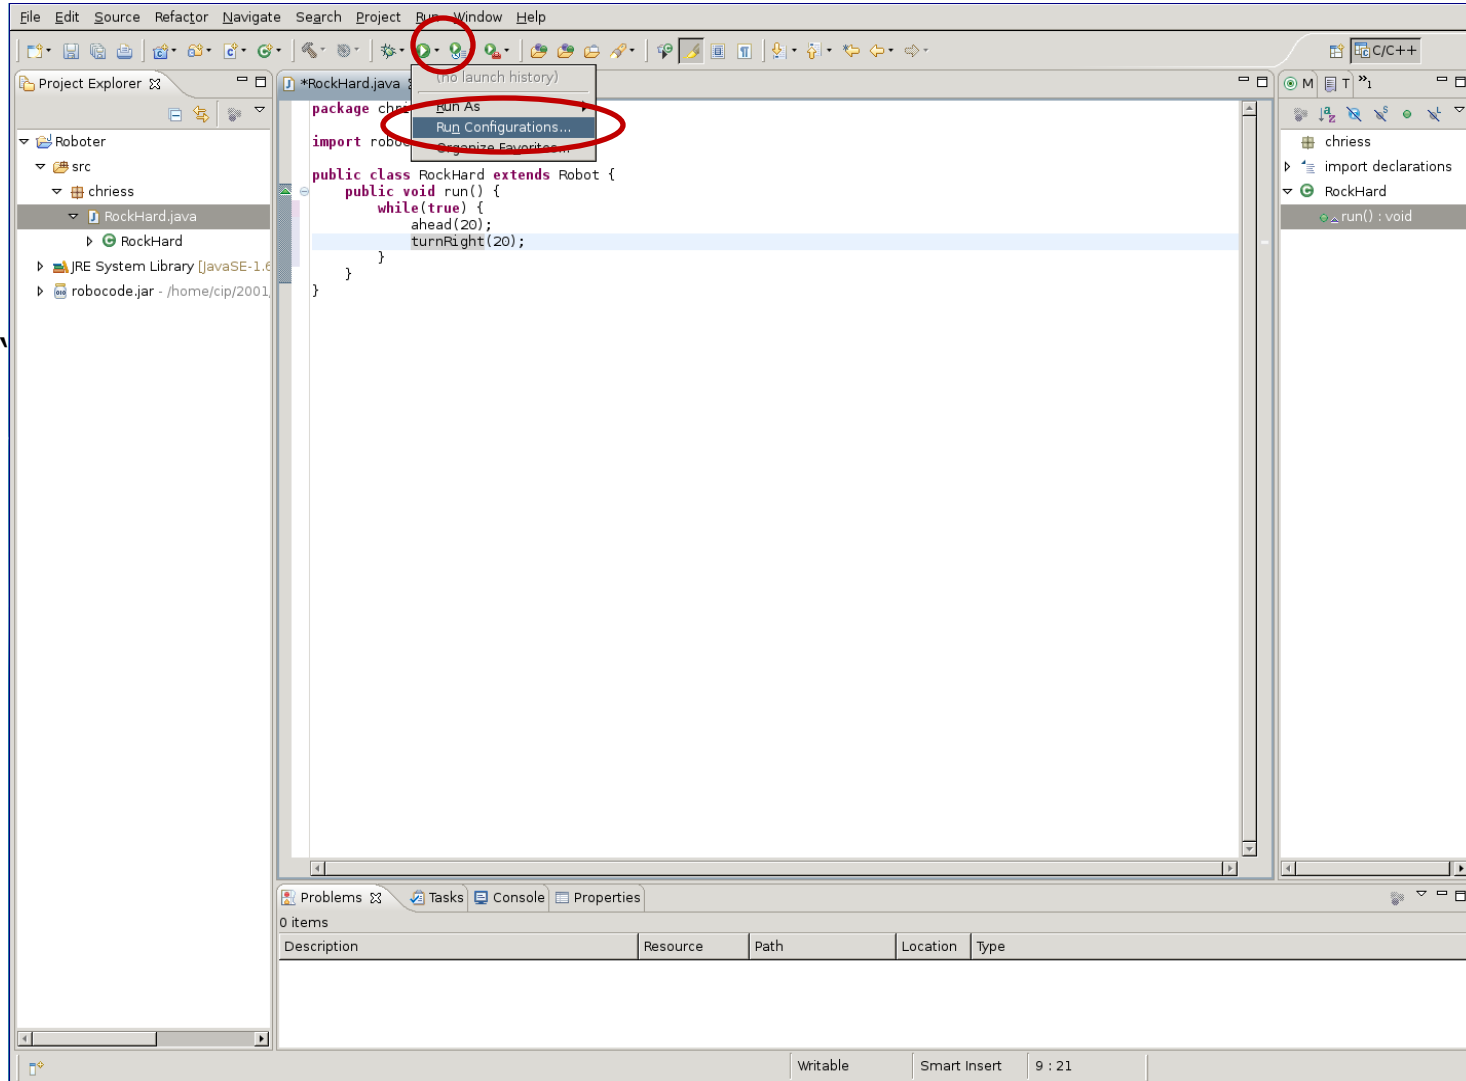 File Edit Source Refactor Navigate Search Project Run Window Help
C/C++
Project Explorer
*RockHard.java
M T »1
(no launch history)
Run As
Run Configurations...
Organize Favorites...
Roboter
src
chriess
RockHard.java
RockHard
JRE System Library [JavaSE-1.6
robocode.jar - /home/cip/2001,
package chri
import roboc
public class RockHard extends Robot {
public void run() {
while(true) {
ahead(20);
turnRight(20);
}
}
}
chriess
import declarations
RockHard
run() : void
Problems Tasks Console Properties
0 items
Description Resource Path Location Type
Writable Smart Insert 9 : 21